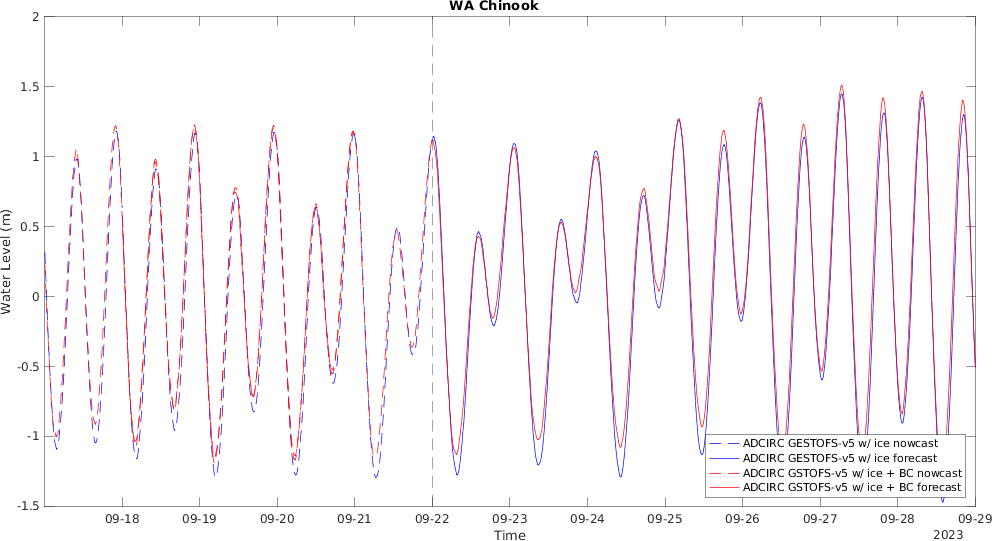 WA Chinook
2
1.5
1
0.5
0
-0.5
-1
-1.5
Water Level (m)
09-18 09-19 09-20 09-21 09-22 09-23 09-24 09-25 09-26 09-27 09-28 09-29
Time
2023
ADCIRC GESTOFS-v5 w/ ice nowcast
ADCIRC GESTOFS-v5 w/ ice forecast
ADCIRC GSTOFS-v5 w/ ice + BC nowcast
ADCIRC GSTOFS-v5 w/ ice + BC forecast